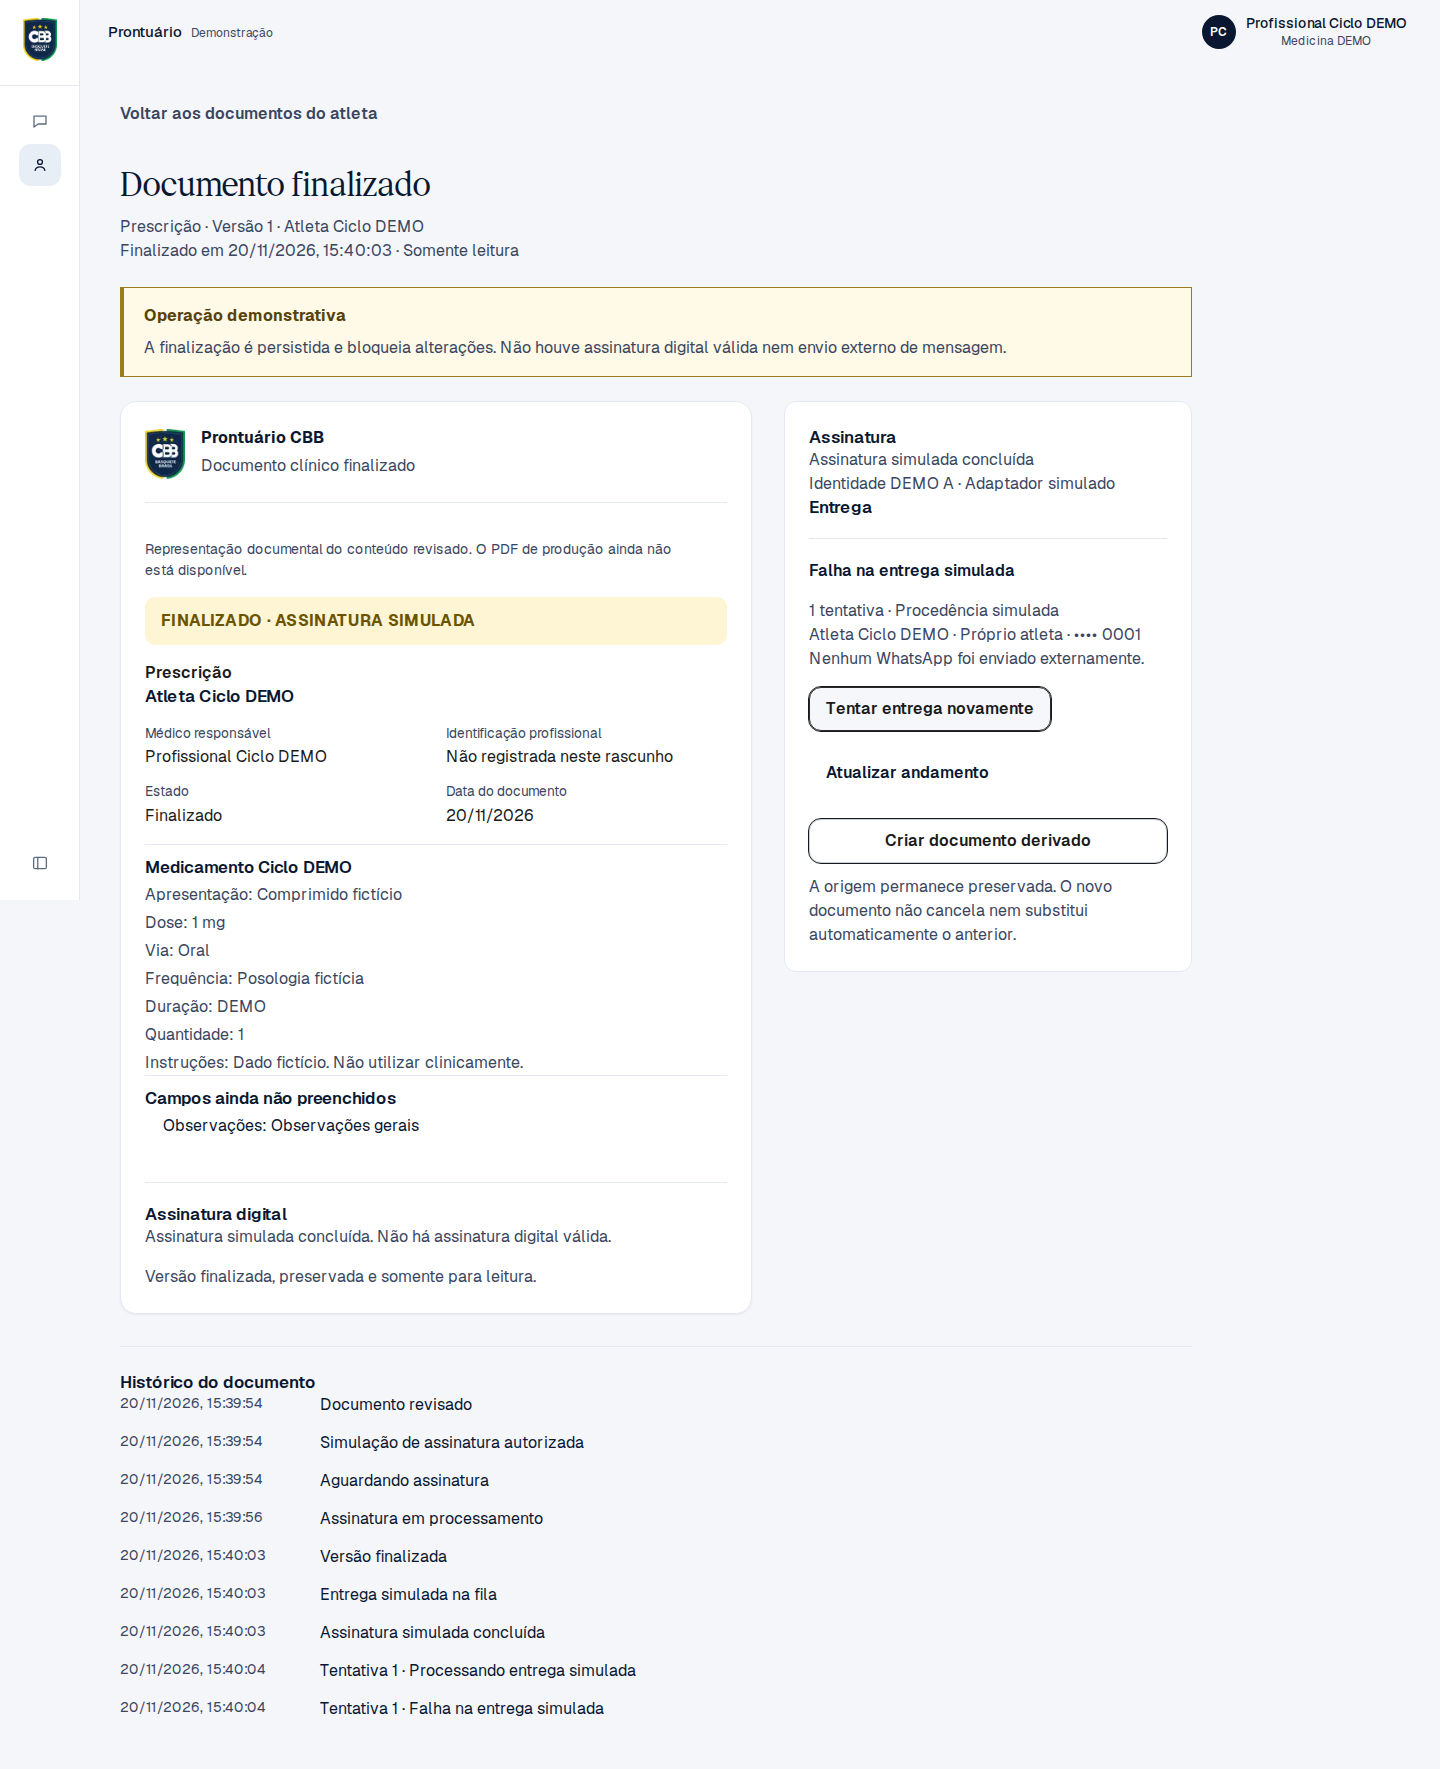 CBB
BASQUETE
BRASIL
Prontuário Demonstração
PC
Profissional Ciclo DEMO
Medicina DEMO
Voltar aos documentos do atleta
Documento finalizado
Prescrição · Versão 1 · Atleta Ciclo DEMO
Finalizado em 20/11/2026, 15:40:03 · Somente leitura
Operação demonstrativa
A finalização é persistida e bloqueia alterações. Não houve assinatura digital válida nem envio externo de mensagem.
CBB
BASQUETE
BRASIL
Prontuário CBB
Documento clínico finalizado
Representação documental do conteúdo revisado. O PDF de produção ainda não
está disponível.
FINALIZADO · ASSINATURA SIMULADA
Prescrição
Atleta Ciclo DEMO
Médico responsável
Profissional Ciclo DEMO
Identificação profissional
Não registrada neste rascunho
Estado
Finalizado
Data do documento
20/11/2026
Medicamento Ciclo DEMO
Apresentação: Comprimido fictício
Dose: 1 mg
Via: Oral
Frequência: Posologia fictícia
Duração: DEMO
Quantidade: 1
Instruções: Dado fictício. Não utilizar clinicamente.
Campos ainda não preenchidos
Observações: Observações gerais
Assinatura digital
Assinatura simulada concluída. Não há assinatura digital válida.
Versão finalizada, preservada e somente para leitura.
Assinatura
Assinatura simulada concluída
Identidade DEMO A · Adaptador simulado
Entrega
Falha na entrega simulada
1 tentativa · Procedência simulada
Atleta Ciclo DEMO · Próprio atleta · •••• 0001
Nenhum WhatsApp foi enviado externamente.
Tentar entrega novamente
Atualizar andamento
Criar documento derivado
A origem permanece preservada. O novo
documento não cancela nem substitui
automaticamente o anterior.
Histórico do documento
20/11/2026, 15:39:54 Documento revisado
20/11/2026, 15:39:54 Simulação de assinatura autorizada
20/11/2026, 15:39:54 Aguardando assinatura
20/11/2026, 15:39:56 Assinatura em processamento
20/11/2026, 15:40:03 Versão finalizada
20/11/2026, 15:40:03 Entrega simulada na fila
20/11/2026, 15:40:03 Assinatura simulada concluída
20/11/2026, 15:40:04 Tentativa 1 · Processando entrega simulada
20/11/2026, 15:40:04 Tentativa 1 · Falha na entrega simulada